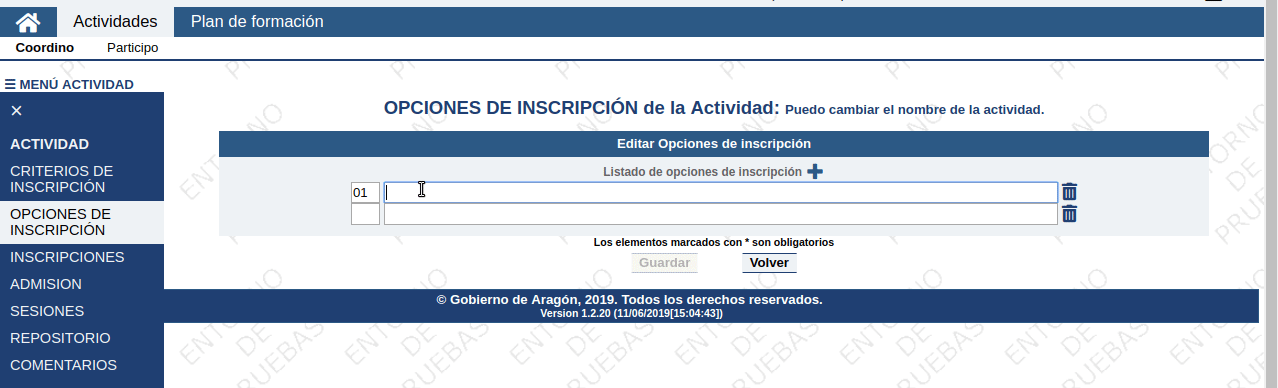 Actividades Plan de formación
Coordino Participo
☰ MENÚ ACTIVIDAD
×
ACTIVIDAD
CRITERIOS DE
INSCRIPCIÓN
OPCIONES DE
INSCRIPCIÓN
INSCRIPCIONES
ADMISION
SESIONES
REPOSITORIO
COMENTARIOS
OPCIONES DE INSCRIPCIÓN de la Actividad: Puedo cambiar el nombre de la actividad.
Editar Opciones de inscripción
Listado de opciones de inscripción
01
Los elementos marcados con * son obligatorios
Guardar Volver
© Gobierno de Aragón, 2019. Todos los derechos reservados.
Version 1.2.20 (11/06/2019[15:04:43])
ENTORNO
DE
PRUEBAS